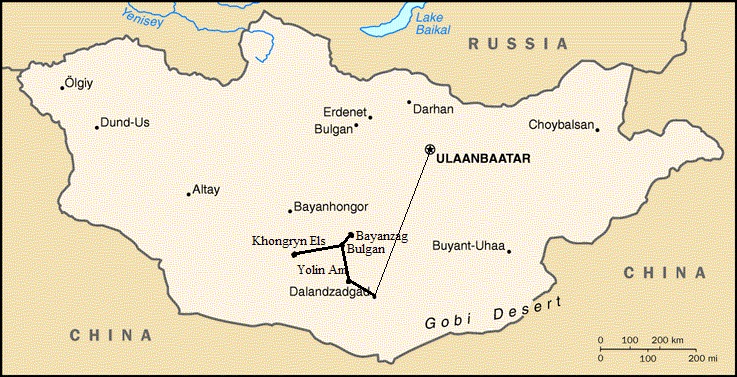 Yenisey
Lake
Baikal
RUSSIA
Ölgiy
Dund-Us
Erdenet
Bulgan
Darhan
Choybalsan
ULAANBAATAR
Altay
Bayanhongor
Khongryn Els
Bayanzag
Bulgan
Buyant-Uhaa
Yolin Am
Dalandzadgad
CHINA
Gobi Desert
CHINA
0 100 200 km
0 100 200 mi